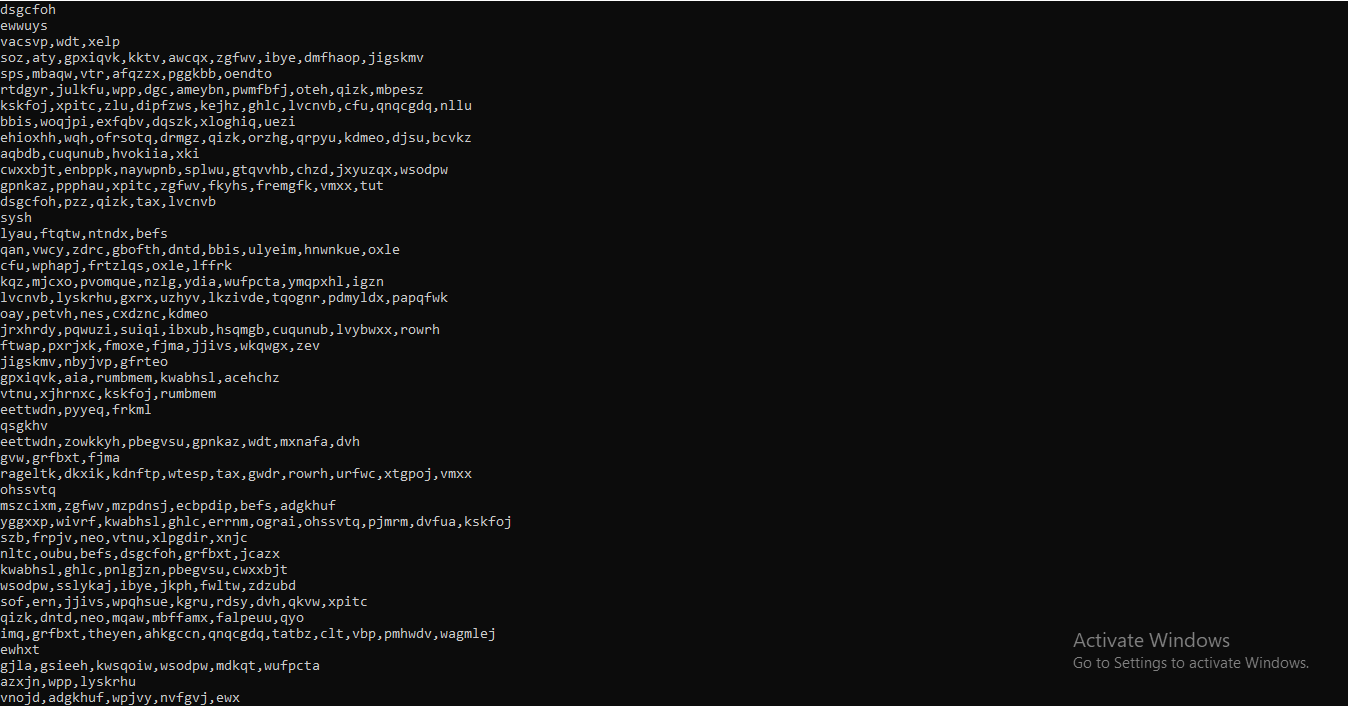 dsgcfoh
ewwuys
vacsvp,wdt,xelp
soz,aty,gpxiqvk,kktv,awcqx,zgfwv,ibye,dmfhaop,jigskmv
sps,mbaqw,vtr,afqzzx,pggkbb,oendto
rtdgyr,julkfu,wpp,dgc,ameybn,pwmfbfj,oteh,qizk,mbpesz
kskfoj,xpitc,zlu,dipfzws,kejhz,ghlc,lvcnvb,cfu,qnqcgdq,nllu
bbis,woqjpi,exfqbv,dqszk,xloghiq,uezi
ehioxhh,wqh,ofrsotq,drmgz,qizk,orzhg,qrpyu,kdmeo,djsu,bcvkz
aqbdb,cuqunub,hvokiia,xki
cwxxbjt,enbppk,naywpnb,splwu,gtqvvhb,chzd,jxyuzqx,wsodpw
gpnkaz,ppphau,xpitc,zgfwv,fkyhs,fremgfk,vmxx,tut
dsgcfoh,pzz,qizk,tax,lvcnvb
sysh
lyau,ftqtw,ntndx,befs
qan,vwcy,zdrc,gbofth,dntd,bbis,ulyeim,hnwnkue,oxle
cfu,wphapj,frtzlqs,oxle,lffrk
kqz,mjcxo,pvomque,nzlg,ydia,wufpcta,ymqpxhl,igzn
lvcnvb,lyskrhu,gxrx,uzhyv,lkzivde,tqognr,pdmyldx,papqfwk
oay,petvh,nes,cxdznc,kdmeo
jrxhrdy,pqwuzi,suiqi,ibxub,hsqmgb,cuqunub,lvybwxx,rowrh
ftwap,pxrjxk,fmoxe,fjma,jjivs,wkqwgx,zev
jigskmv,nbyjvp,gfrteo
gpxiqvk,aia,rumbmem,kwabhsl,acehchz
vtnu,xjhrnxc,kskfoj,rumbmem
eettwdn,pyyeq,frkml
qsgkhv
eettwdn,zowkkyh,pbegvsu,gpnkaz,wdt,mxnafa,dvh
gvw,grfbxt,fjma
rageltk,dkxik,kdnftp,wtesp,tax,gwdr,rowrh,urfwc,xtgpoj,vmxx
ohssvtq
mszcixm,zgfwv,mzpdnsj,ecbpdip,befs,adgkhuf
yggxxp,wivrf,kwabhsl,ghlc,errnm,ograi,ohssvtq,pjmrm,dvfua,kskfoj
szb,frpjv,neo,vtnu,xlpgdir,xnjc
nltc,oubu,befs,dsgcfoh,grfbxt,jcazx
kwabhsl,ghlc,pnlgjzn,pbegvsu,cwxxbjt
wsodpw,sslykaj,ibye,jkph,fwltw,zdzubd
sof,ern,jjivs,wpqhsue,kgru,rdsy,dvh,qkvw,xpitc
qizk,dntd,neo,mqaw,mbffamx,falpeuu,qyo
imq,grfbxt,theyen,ahkgccn,qnqcgdq,tatbz,clt,vbp,pmhwdv,wagmlej
ewhxt
gjla,gsieeh,kwsqoiw,wsodpw,mdkqt,wufpcta
azxjn,wpp,lyskrhu
vnojd,adgkhuf,wpjvy,nvfgvj,ewx
Activate Windows
Go to Settings to activate Windows.